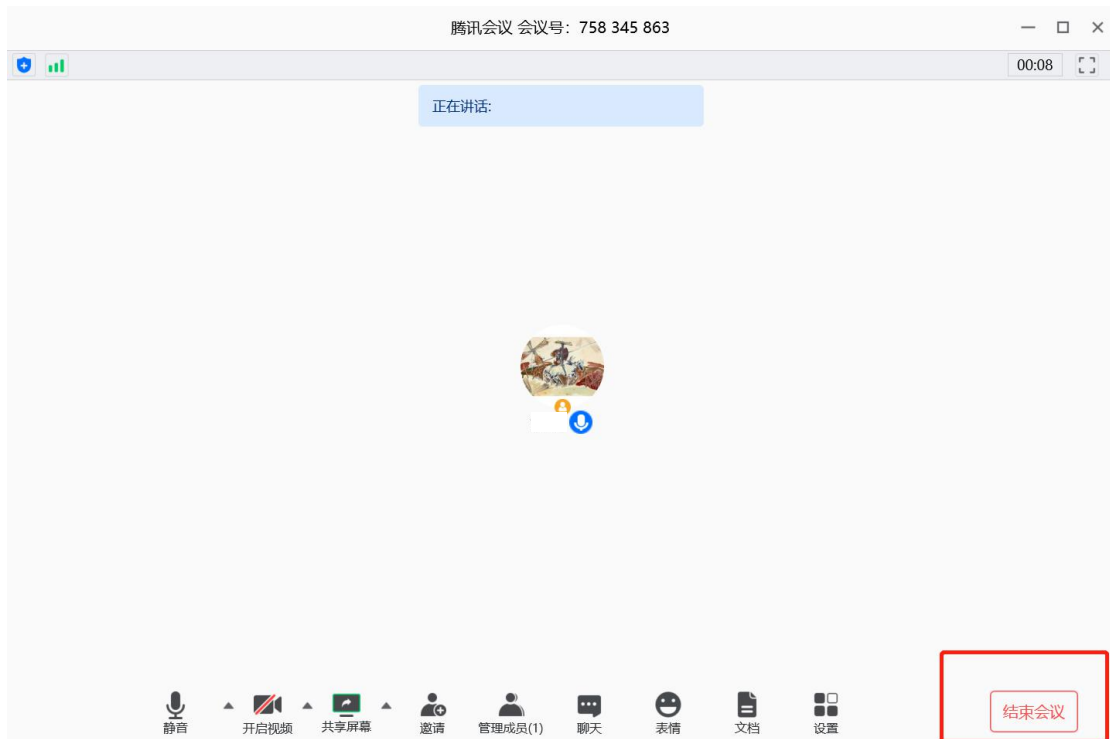 腾讯会议 会议号：758 345 863
00:08
正在讲话:
静音
开启视频
共享屏幕
邀请
管理成员(1)
聊天
表情
文档
设置
结束会议